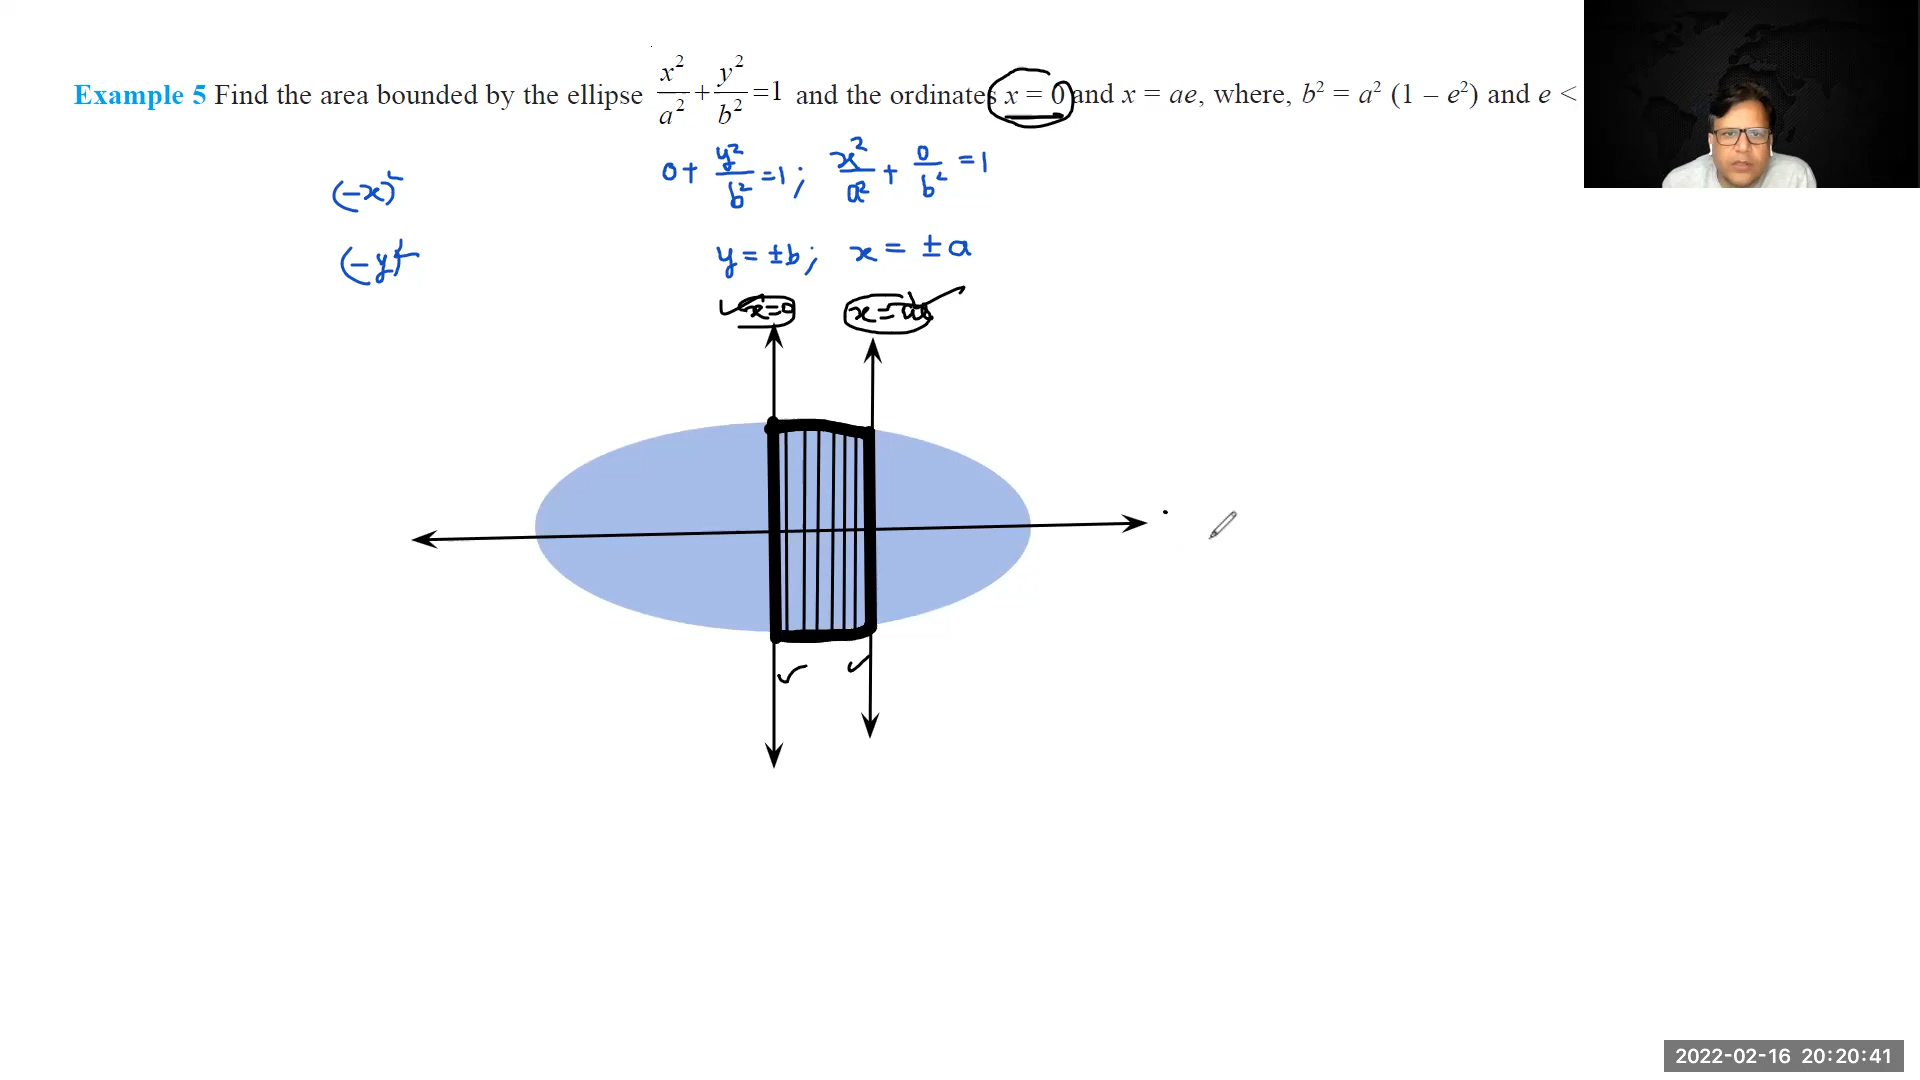 Example 5 Find the area bounded by the ellipse x²/a² + y²/b² = 1 and the ordinates x = 0 and x = ae, where, b² = a² (1 – e²) and e <
0 + y²/b² = 1 ; x²/a² + 0/b² = 1
(-x)²
y = ±b ; x = ±a
(-y)²
x=0 x=ae
2022-02-16 20:20:41